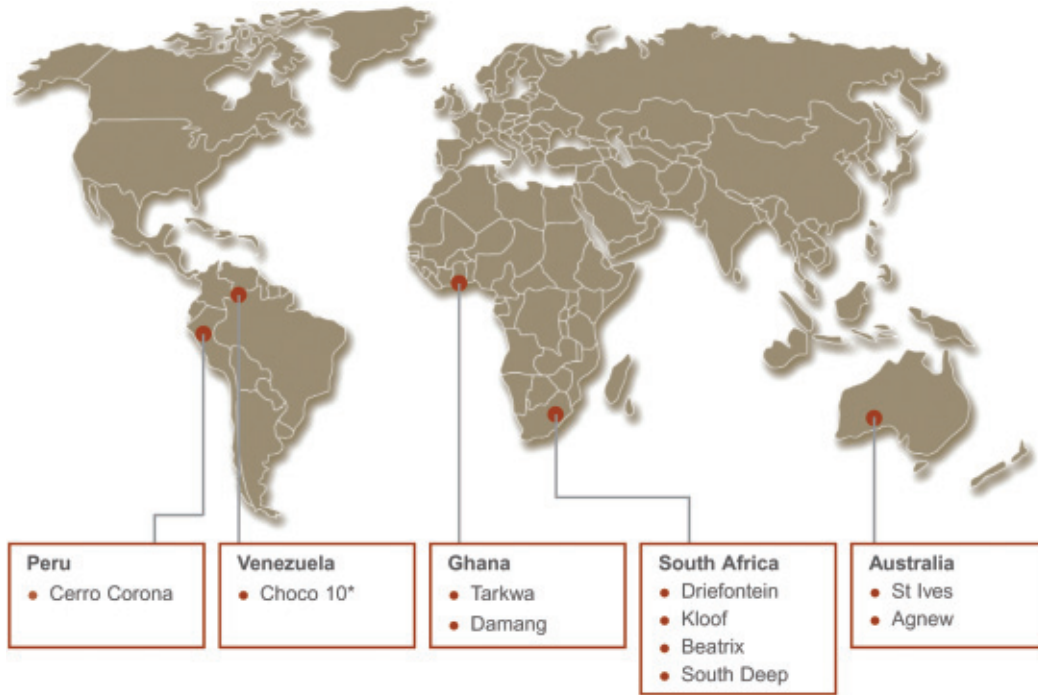 Peru
Cerro Corona
Venezuela
Choco 10*
Ghana
Tarkwa
Damang
South Africa
Driefontein
Kloof
Beatrix
South Deep
Australia
St Ives
Agnew